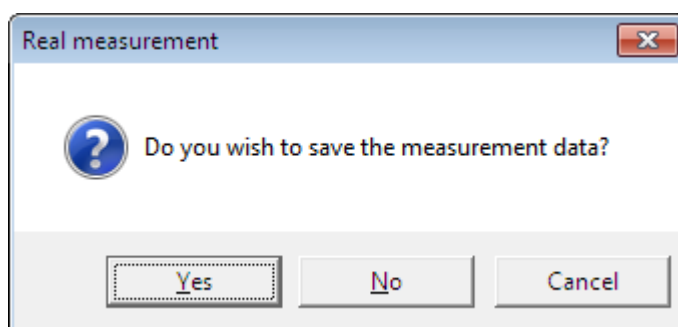 Real measurement
Do you wish to save the measurement data?
Yes No Cancel